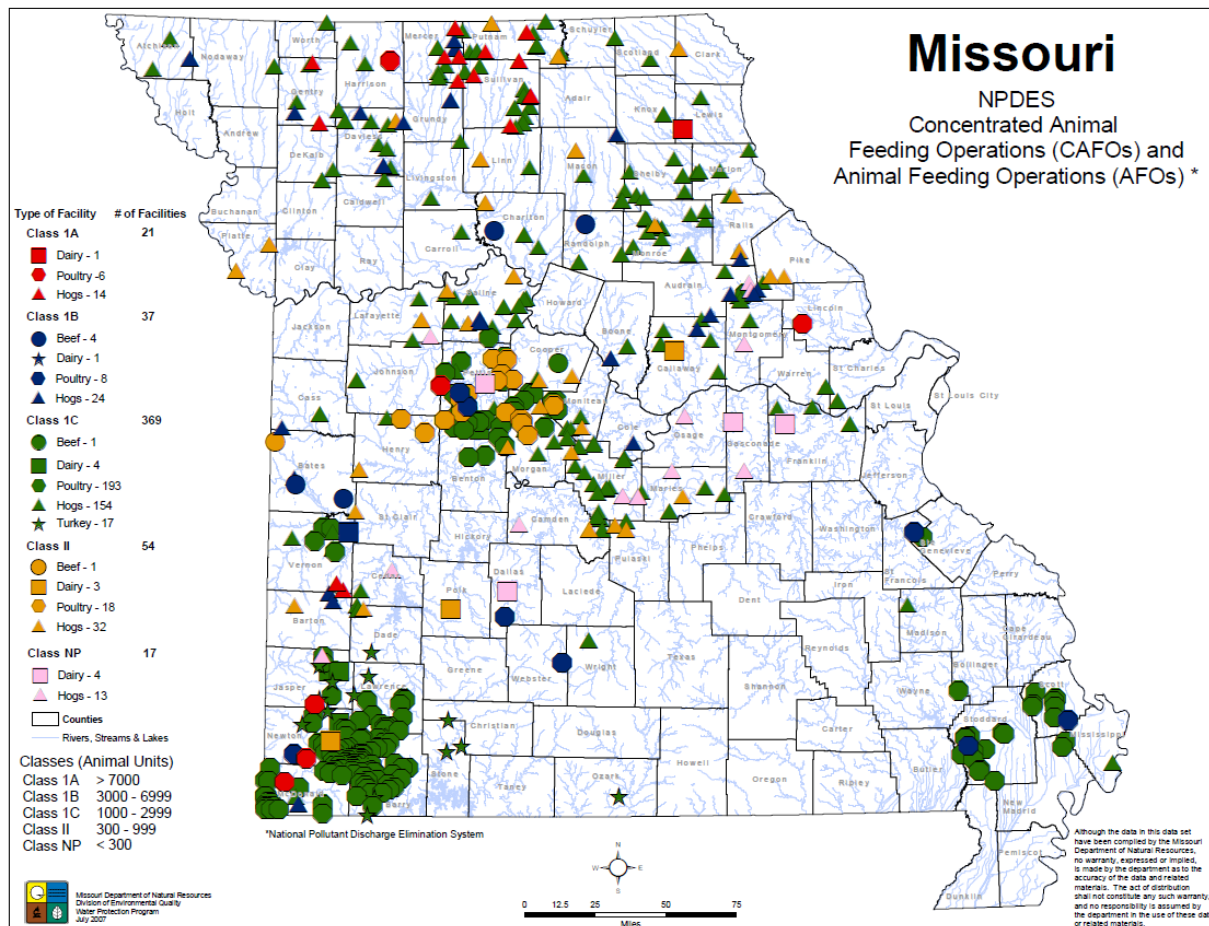 Missouri
NPDES
Concentrated Animal
Feeding Operations (CAFOs) and
Animal Feeding Operations (AFOs) *
Type of Facility # of Facilities
Class 1A 21
Dairy - 1
Poultry -6
Hogs - 14
Class 1B 37
Beef - 4
Dairy - 1
Poultry - 8
Hogs - 24
Class 1C 369
Beef - 1
Dairy - 4
Poultry - 193
Hogs - 154
Turkey - 17
Class II 54
Beef - 1
Dairy - 3
Poultry - 18
Hogs - 32
Class NP 17
Dairy - 4
Hogs - 13
Counties
Rivers, Streams & Lakes
Classes (Animal Units)
Class 1A > 7000
Class 1B 3000 - 6999
Class 1C 1000 - 2999
Class II 300 - 999
Class NP < 300
Missouri Department of Natural Resources
Division of Environmental Quality
Water Protection Program
July 2007
*National Pollutant Discharge Elimination System
N
W E
S
0 12.5 25 50 75
Miles
Although the data in this data set
have been compiled by the Missouri
Department of Natural Resources,
no warranty, expressed or implied,
is made by the department as to the
accuracy of the data and related
materials. The act of distribution
shall not constitute any such warranty,
and no responsibility is assumed by
the department in the use of these dat
or related materials.
Nodaway
Worth
Harrison
Mercer
Putnam
Schuyler
Scotland
Clark
Holt
Andrew
Gentry
DeKalb
Daviess
Grundy
Sullivan
Adair
Knox
Lewis
Buchanan
Clinton
Caldwell
Livingston
Linn
Macon
Shelby
Marion
Platte
Clay
Ray
Carroll
Chariton
Randolph
Monroe
Ralls
Pike
Jackson
Lafayette
Saline
Howard
Boone
Audrain
Callaway
Montgomery
Lincoln
Warren
St Charles
St Louis
St Louis City
Cass
Johnson
Cooper
Moniteau
Cole
Osage
Gasconade
Franklin
Jefferson
Bates
Henry
Benton
Morgan
Miller
Maries
Vernon
St Clair
Hickory
Camden
Pulaski
Phelps
Crawford
Washington
Genevieve
St Francois
Perry
Barton
Polk
Dallas
Laclede
Dent
Iron
Madison
Cape Girardeau
Bollinger
Jasper
Dade
Lawrence
Greene
Webster
Wright
Texas
Shannon
Reynolds
Wayne
Scott
Stoddard
Mississippi
Newton
Christian
Douglas
Howell
Carter
Butler
McDonald
Barry
Stone
Taney
Ozark
Oregon
Ripley
New Madrid
Pemiscot
Dunklin